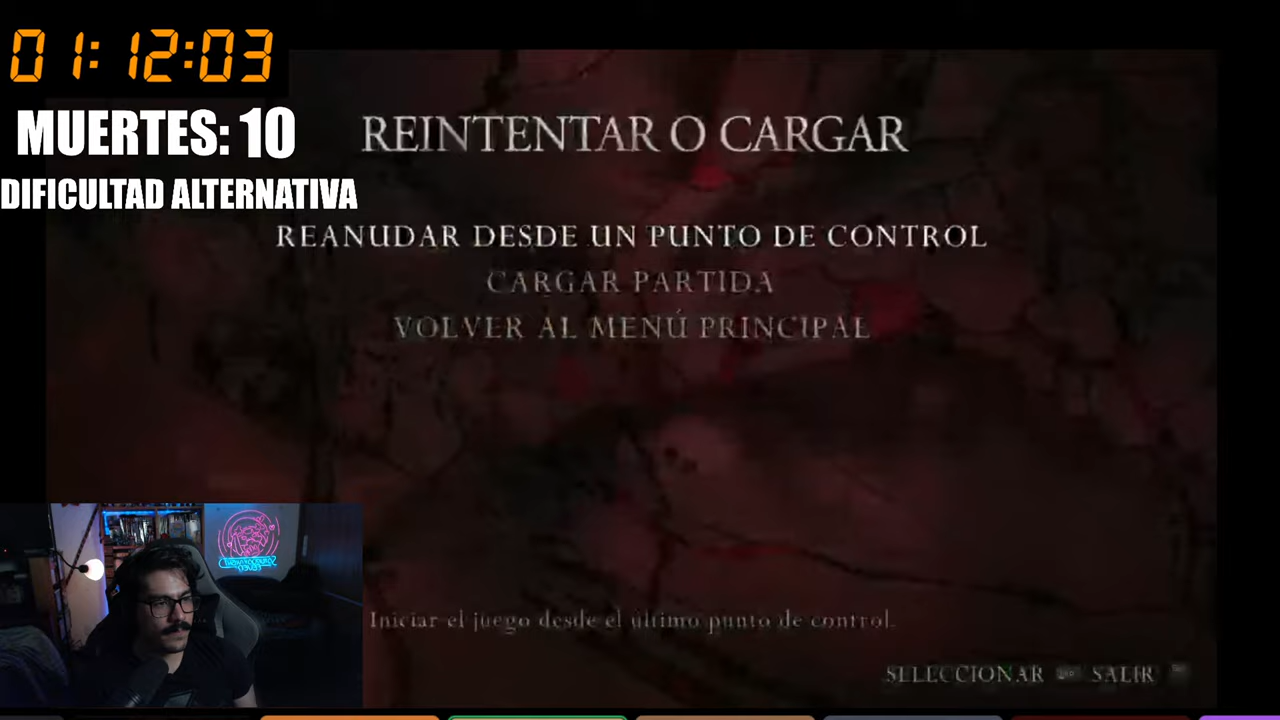 01:12:03
MUERTES: 10
DIFICULTAD ALTERNATIVA
REINTENTAR O CARGAR
REANUDAR DESDE UN PUNTO DE CONTROL
CARGAR PARTIDA
VOLVER AL MENÚ PRINCIPAL
Iniciar el juego desde el último punto de control.
SELECCIONAR SALIR